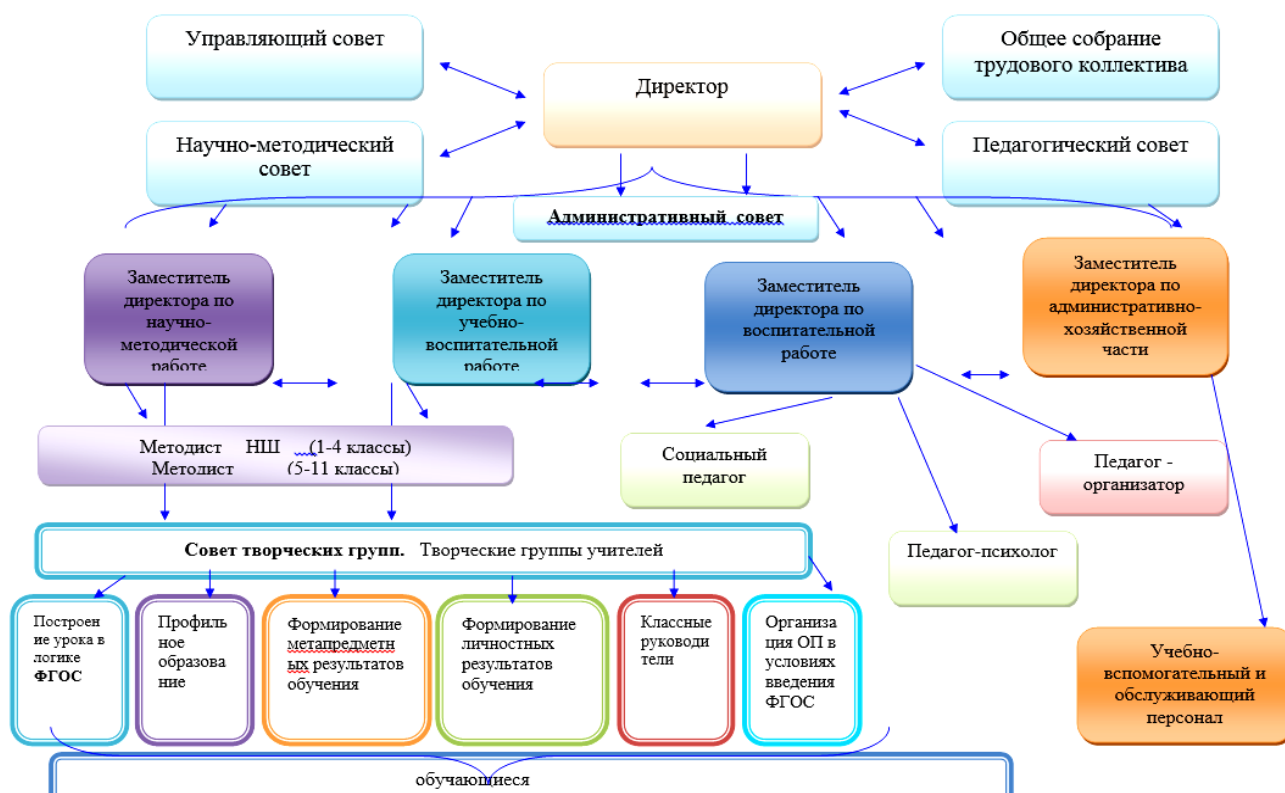 Управляющий совет
Общее собрание
трудового коллектива
Директор
Научно-методический
совет
Педагогический совет
Административный совет
Заместитель
директора по
научно-
методической
работе
Заместитель
директора по
учебно-
воспитательной
работе
Заместитель
директора по
воспитательной
работе
Заместитель
директора по
административно-
хозяйственной
части
Методист НШ (1-4 классы)
Методист (5-11 классы)
Социальный
педагог
Педагог -
организатор
Совет творческих групп. Творческие группы учителей
Педагог-психолог
Построен
ие урока в
логике
ФГОС
Профиль
ное
образова
ние
Формирование
метапредметн
ых результатов
обучения
Формирование
личностных
результатов
обучения
Классные
руководи
тели
Организа
ция ОП в
условиях
введения
ФГОС
Учебно-
вспомогательный и
обслуживающий
персонал
обучающиеся